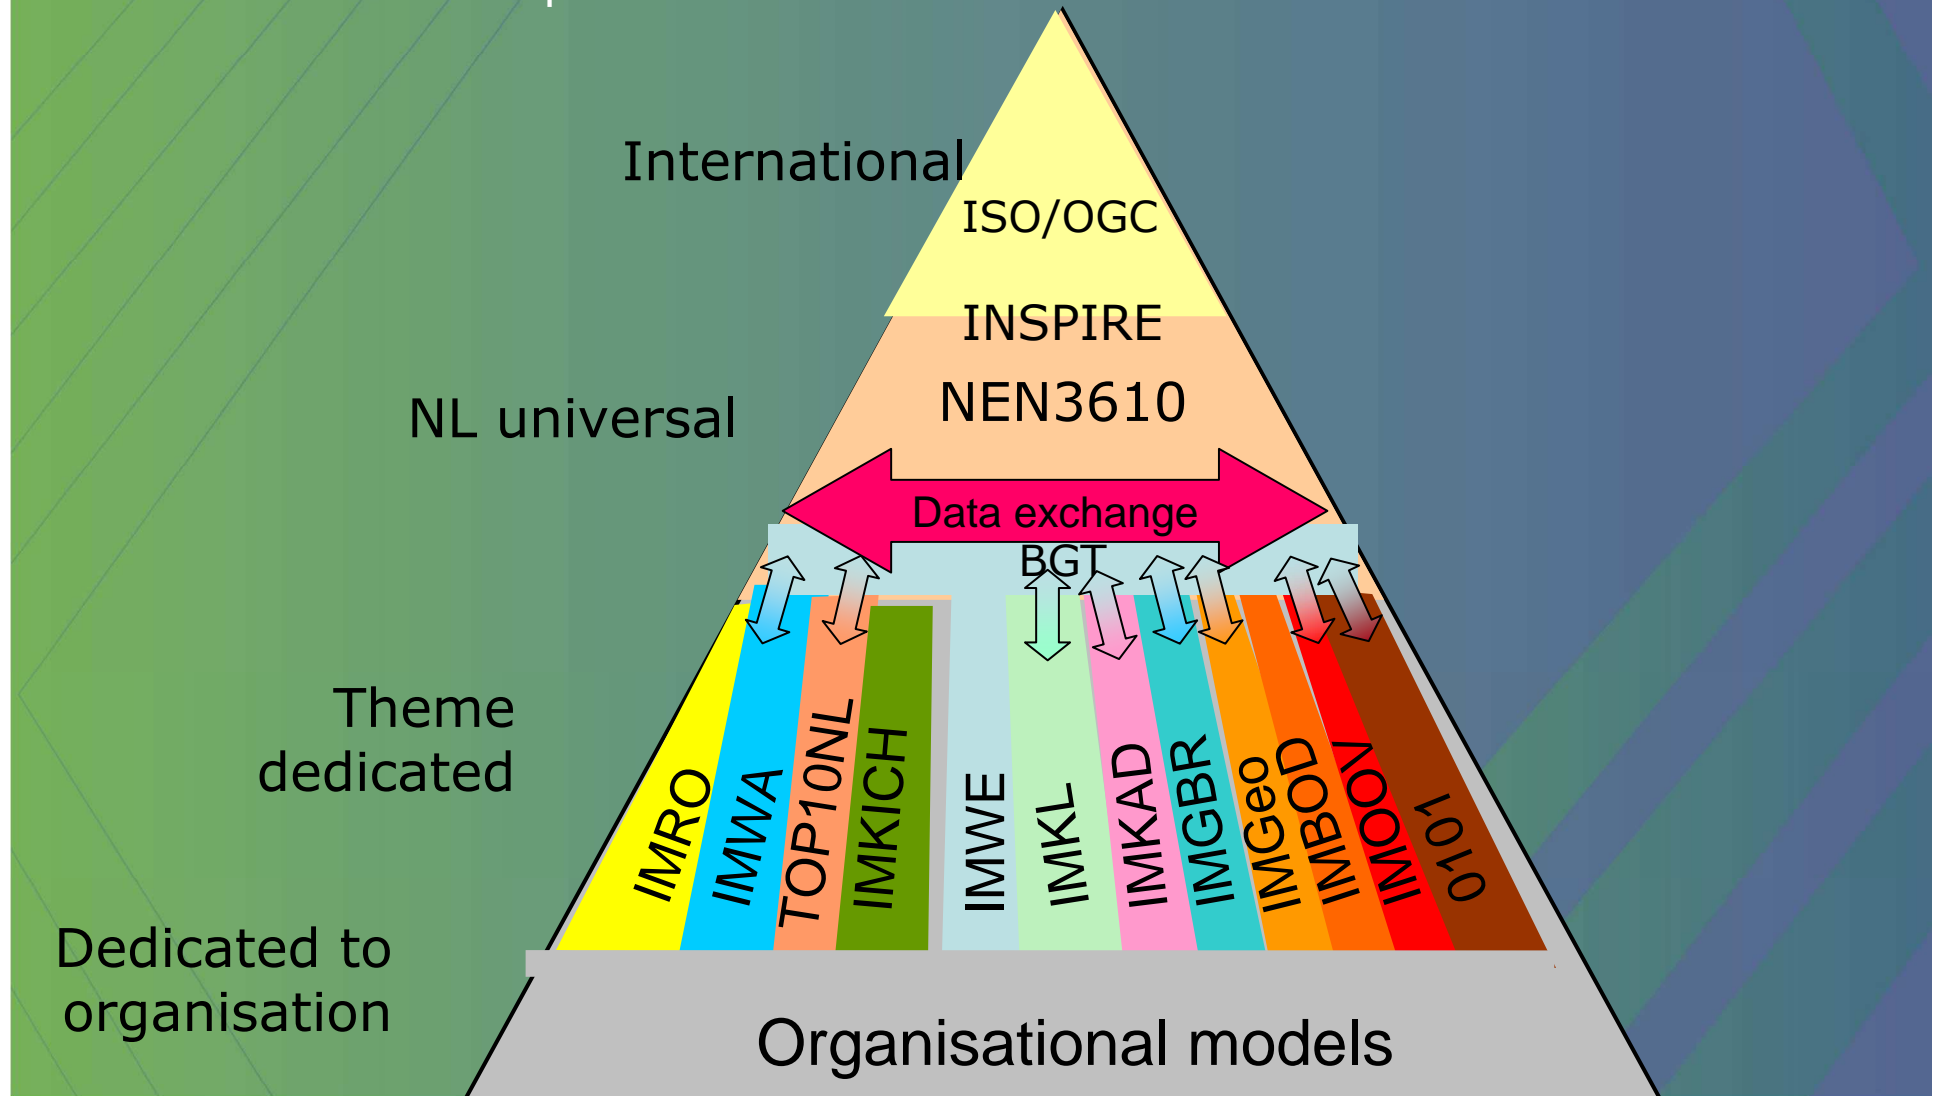 International
ISO/OGC
INSPIRE
NEN3610
NL universal
Data exchange
BGT
Theme
dedicated
IMRO
IMWA
TOP10NL
IMKICH
IMWE
IMKL
IMKAD
IMGBR
IMGeo
IMBOD
IMOOV
0101
Dedicated to
organisation
Organisational models